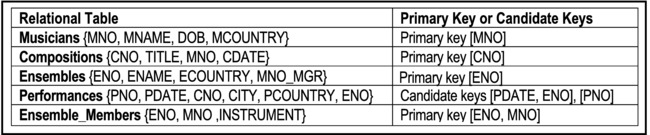 Relational Table Primary Key or Candidate Keys
Musicians {MNO, MNAME, DOB, MCOUNTRY} Primary key [MNO]
Compositions {CNO, TITLE, MNO, CDATE} Primary key [CNO]
Ensembles {ENO, ENAME, ECOUNTRY, MNO_MGR} Primary key [ENO]
Performances {PNO, PDATE, CNO, CITY, PCOUNTRY, ENO} Candidate keys [PDATE, ENO], [PNO]
Ensemble_Members {ENO, MNO ,INSTRUMENT} Primary key [ENO, MNO]